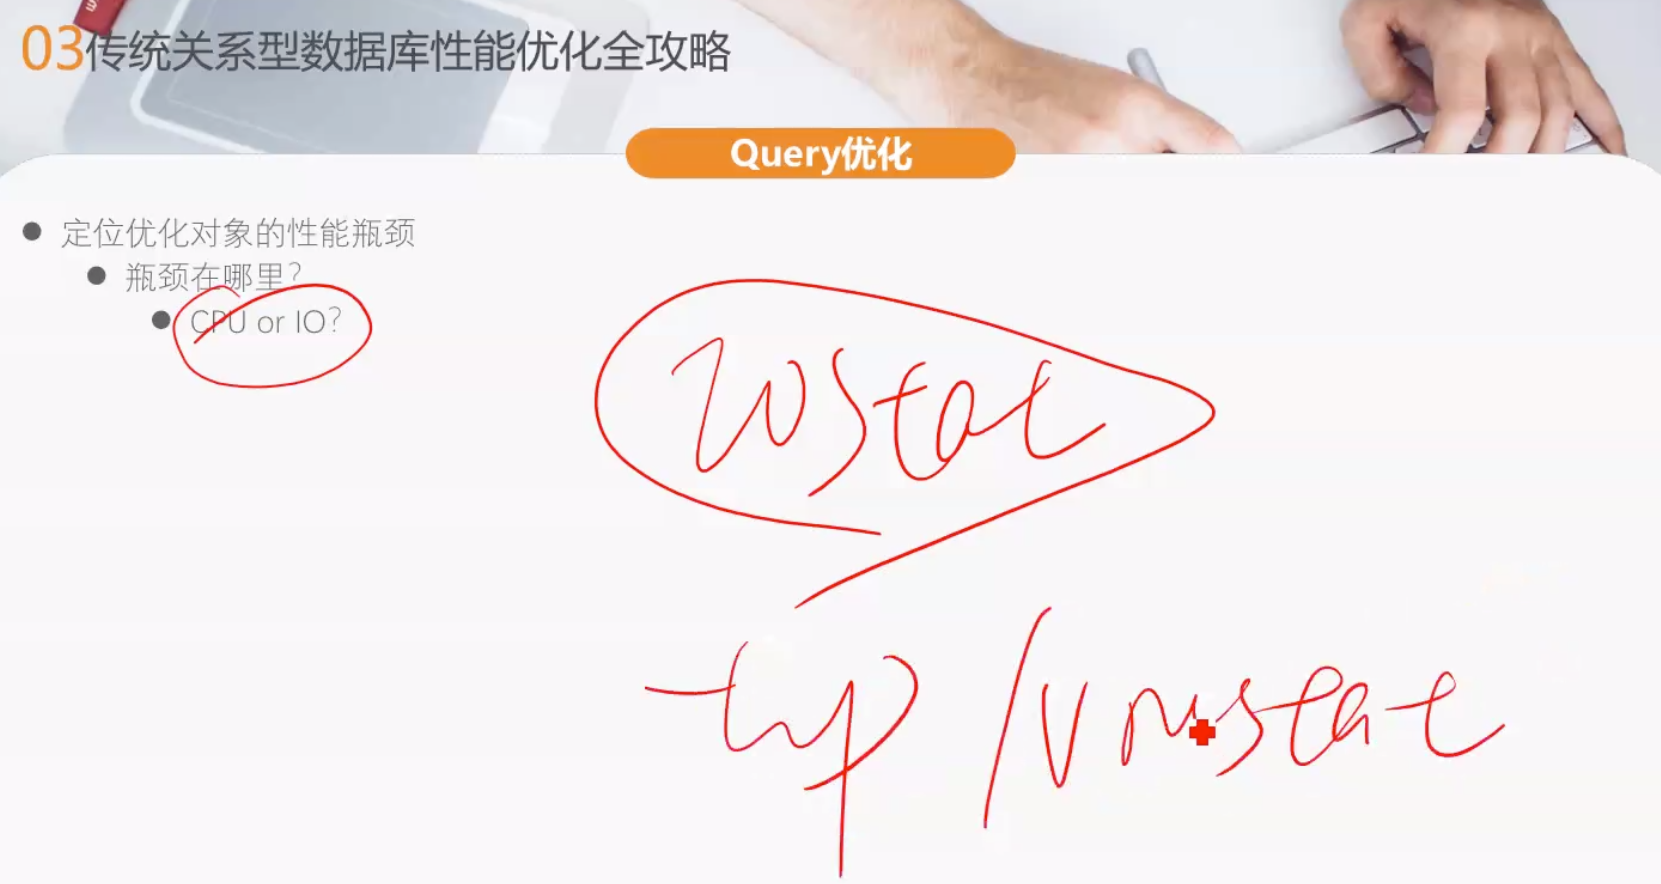 03传统关系型数据库性能优化全攻略
Query优化
定位优化对象的性能瓶颈
瓶颈在哪里?
CPU or IO?
iostat
top / vmstat